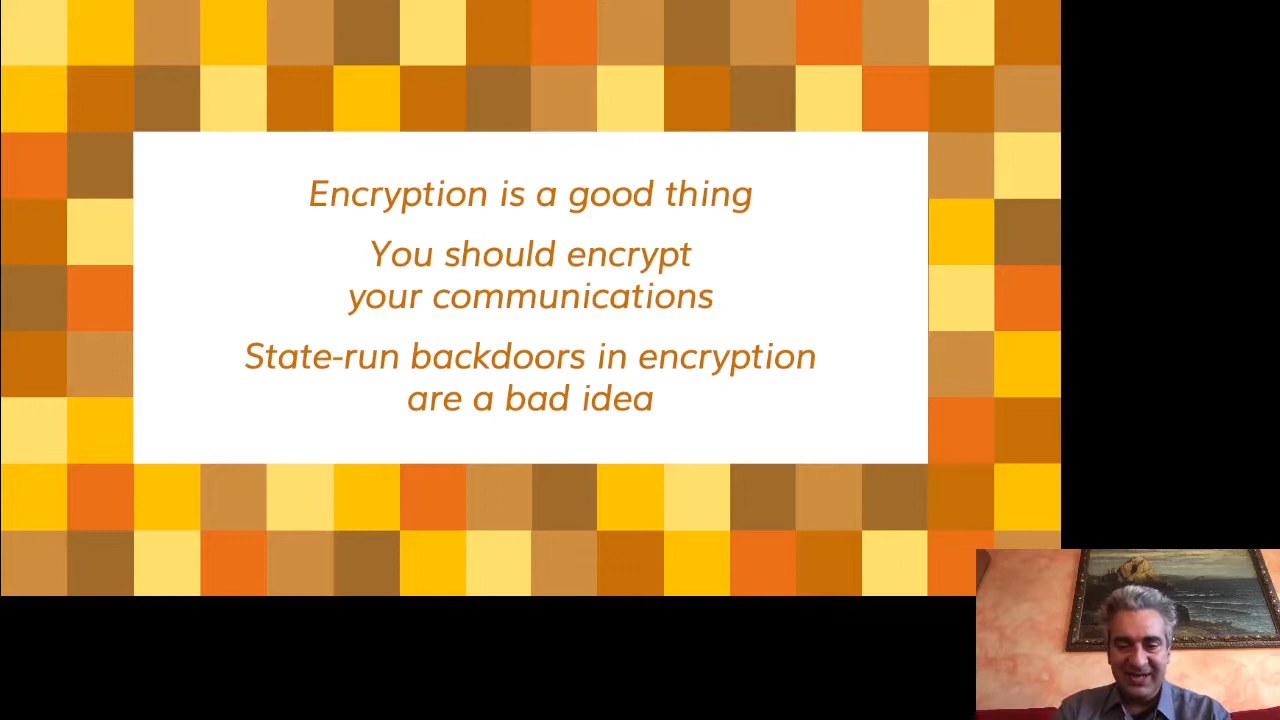 Encryption is a good thing
You should encrypt
your communications
State-run backdoors in encryption
are a bad idea